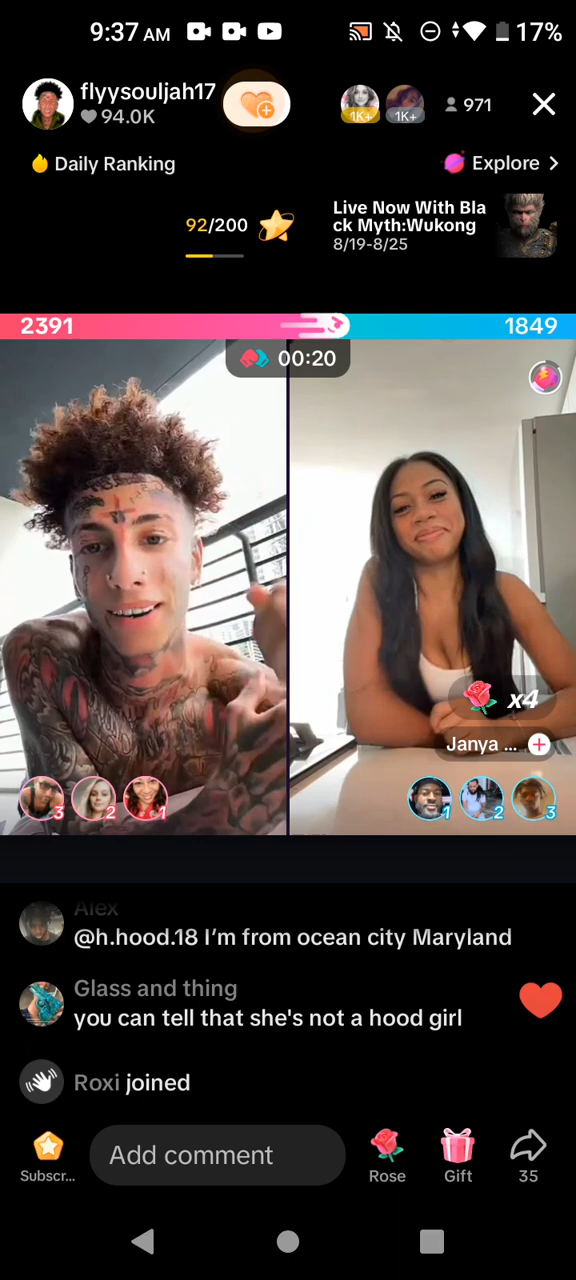 9:37 AM
17%
flyysouljah17
94.0K
1K+
1K+
971
Daily Ranking
Explore
92/200
Live Now With Bla
ck Myth:Wukong
8/19-8/25
2391
1849
00:20
x4
Janya ...
3
2
1
1
2
3
Alex
@h.hood.18 I'm from ocean city Maryland
Glass and thing
you can tell that she's not a hood girl
Roxi joined
Add comment
Subscr...
Rose
Gift
35